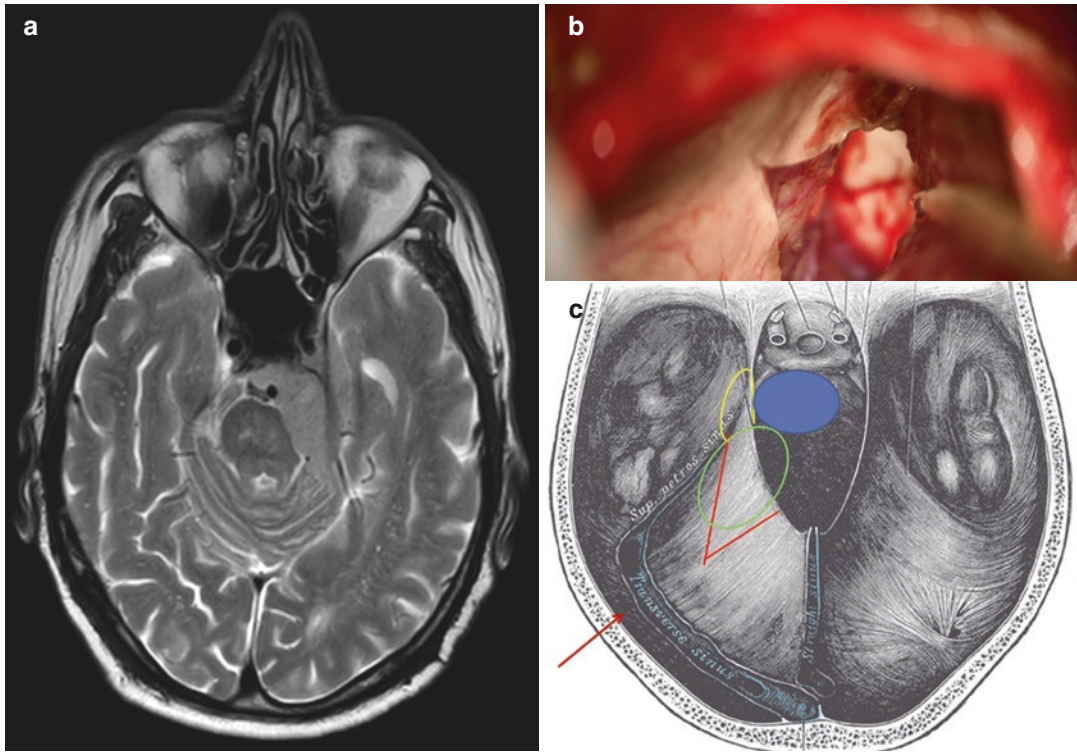 a
b
c
Sup. petros. sinus
Transverse sinus
Straight sinus